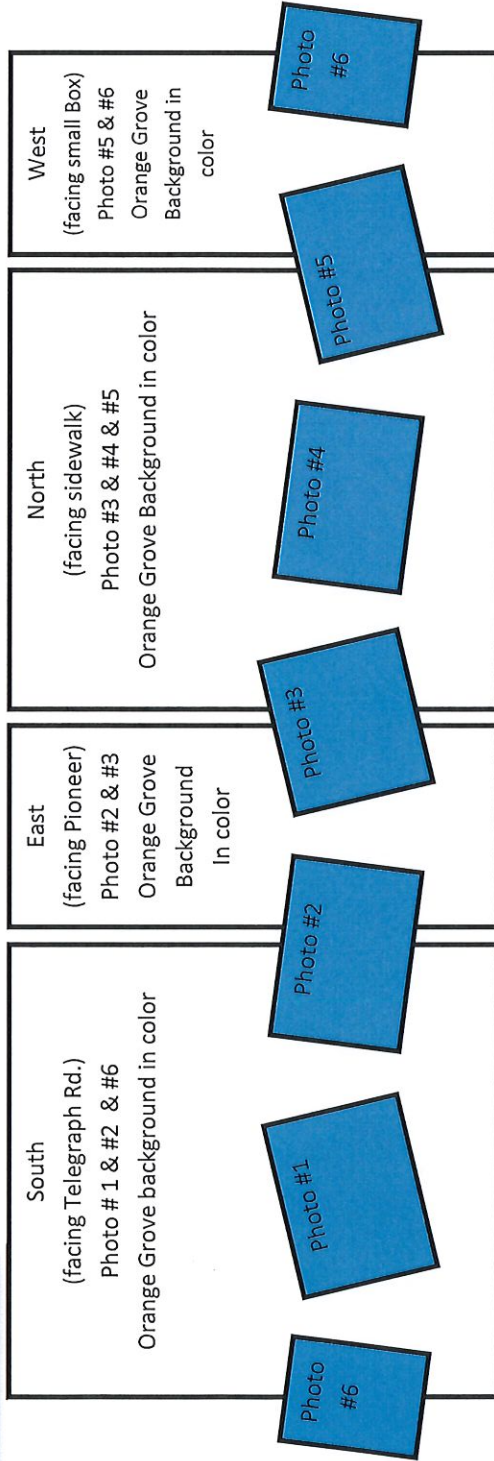 South
(facing Telegraph Rd.)
Photo # 1 & #2 & #6
Orange Grove background in color
East
(facing Pioneer)
Photo #2 & #3
Orange Grove
Background
In color
North
(facing sidewalk)
Photo #3 & #4 & #5
Orange Grove Background in color
West
(facing small Box)
Photo #5 & #6
Orange Grove
Background in
color
Photo
#6
Photo #1
Photo #2
Photo #3
Photo #4
Photo #5
Photo
#6